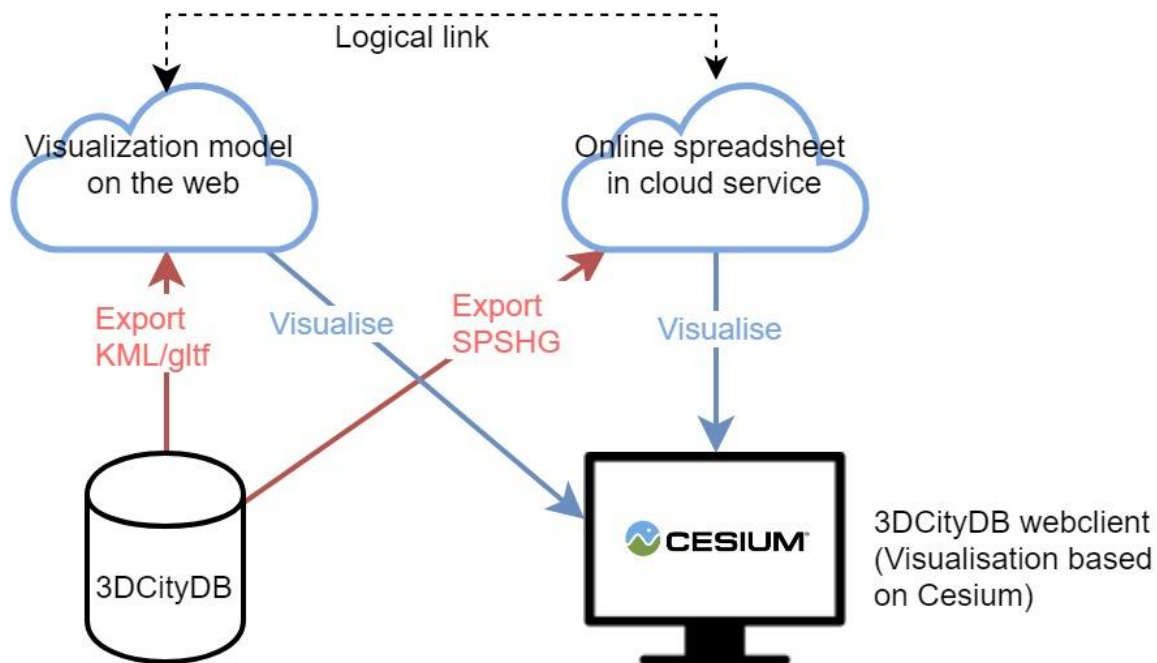 Logical link
Visualization model
on the web
Online spreadsheet
in cloud service
Export
KML/gltf
Visualise
Export
SPSHG
Visualise
3DCityDB
CESIUM®
3DCityDB webclient
(Visualisation based
on Cesium)